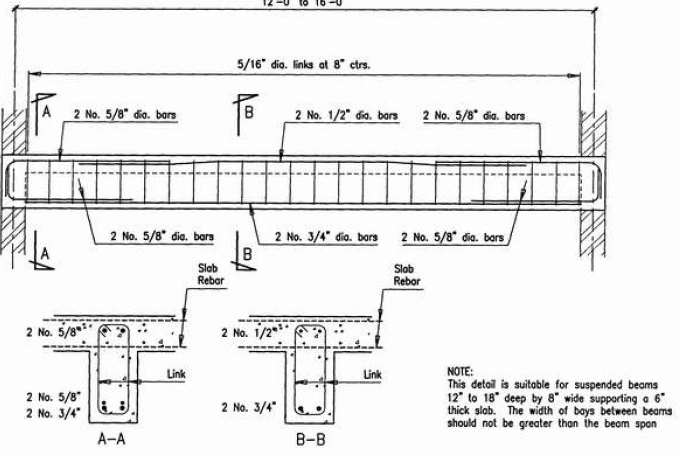 12'-0" to 16'-0"
5/16" dia. links at 8" ctrs.
A
B
2 No. 5/8" dia. bars
2 No. 1/2" dia. bars
2 No. 5/8" dia. bars
2 No. 5/8" dia. bars
2 No. 3/4" dia. bars
2 No. 5/8" dia. bars
A
B
Slab
Rebar
Slab
Rebar
2 No. 5/8"
2 No. 1/2"
Link
Link
2 No. 5/8"
2 No. 3/4"
2 No. 3/4"
A-A
B-B
NOTE:
This detail is suitable for suspended beams
12" to 18" deep by 8" wide supporting a 6"
thick slab. The width of bays between beams
should not be greater than the beam span